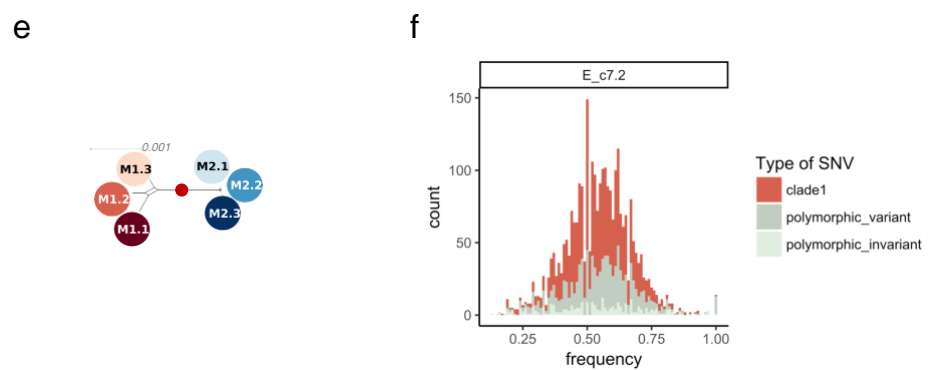 e
f
0.001
M1.3
M2.1
M1.2
M2.2
M1.1
M2.3
E_c7.2
150
100
50
0
count
0.25 0.50 0.75 1.00
frequency
Type of SNV
clade1
polymorphic_variant
polymorphic_invariant